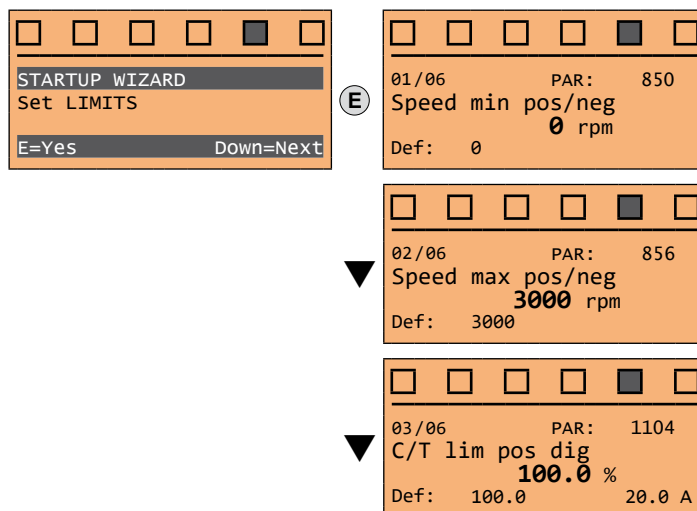 STARTUP WIZARD
Set LIMITS
E=Yes Down=Next
E
01/06 PAR: 850
Speed min pos/neg
0 rpm
Def: 0
02/06 PAR: 856
Speed max pos/neg
3000 rpm
Def: 3000
03/06 PAR: 1104
C/T lim pos dig
100.0 %
Def: 100.0 20.0 A